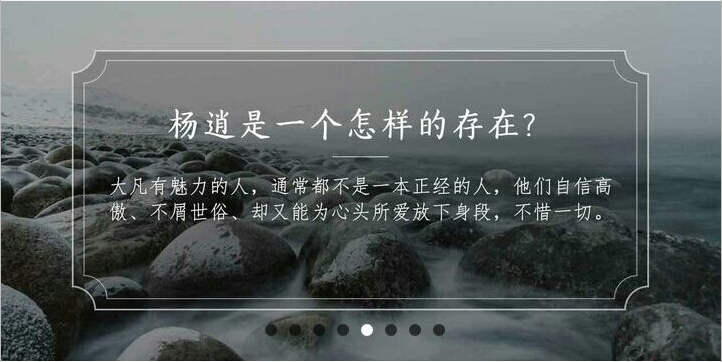 杨逍是一个怎样的存在?
大凡有魅力的人，通常都不是一本正经的人，他们自信高
傲、不屑世俗、却又能为心头所爱放下身段，不惜一切。